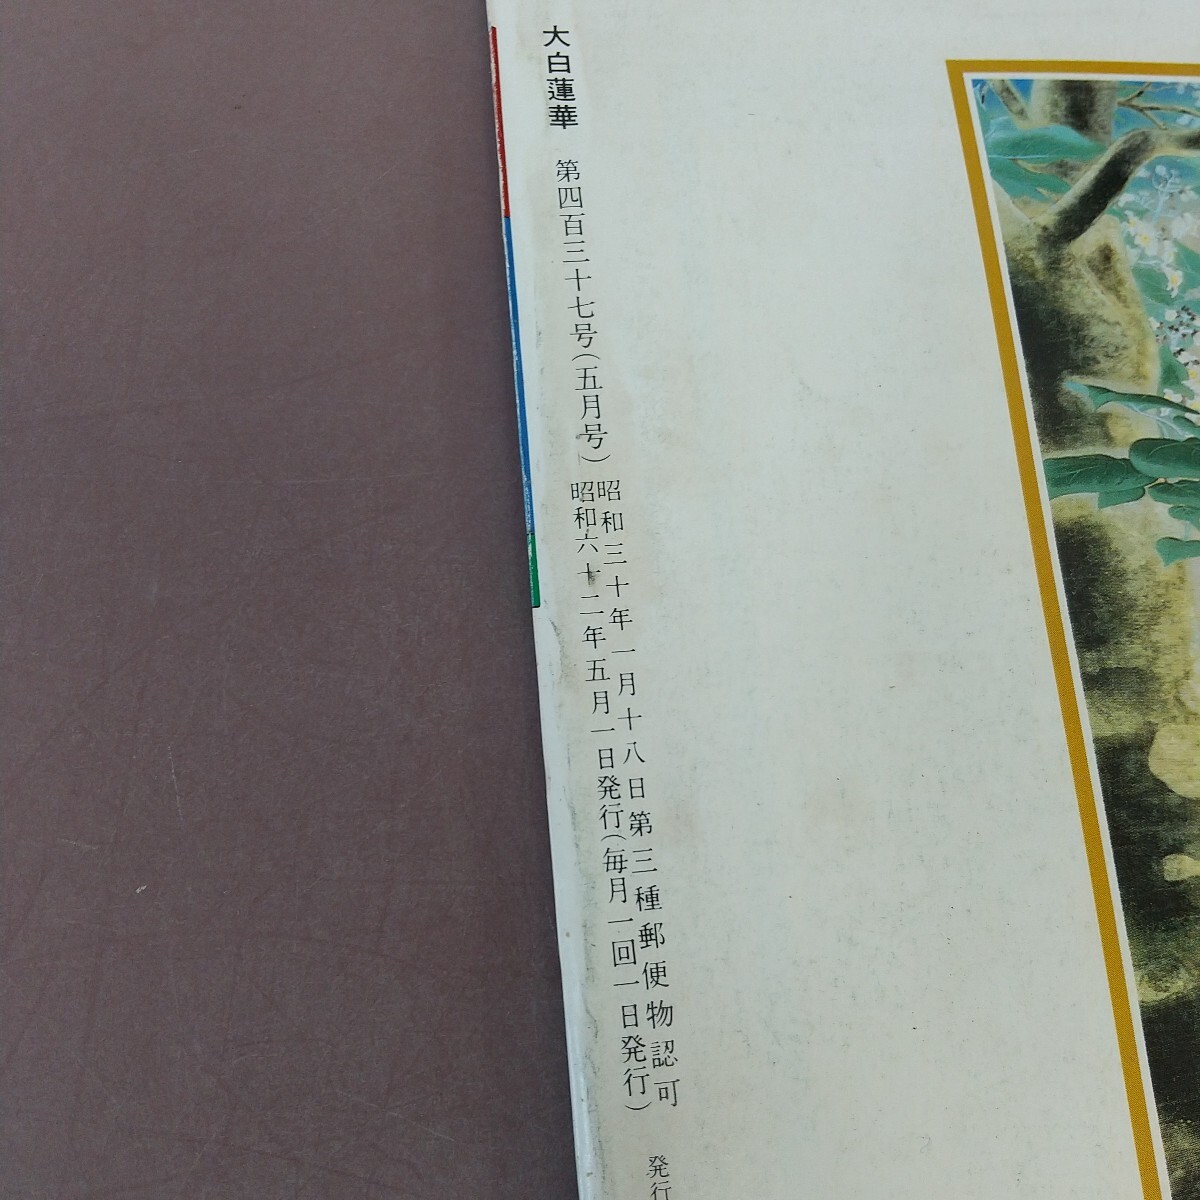 大白蓮華 第四百三十七号(五月号)
昭和三十年一月十八日第三種郵便物認可
昭和六十二年五月一日発行(毎月一回一日発行)
発行